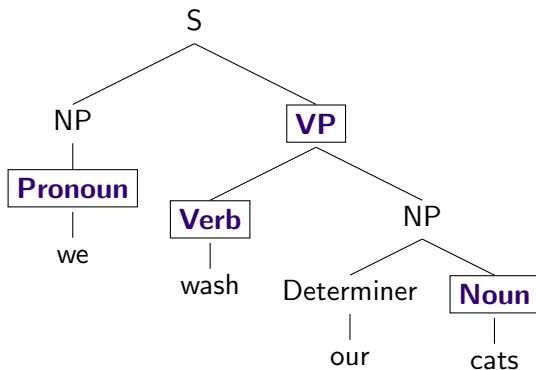 S
NP VP
Pronoun Verb NP
we wash Determiner Noun
our cats